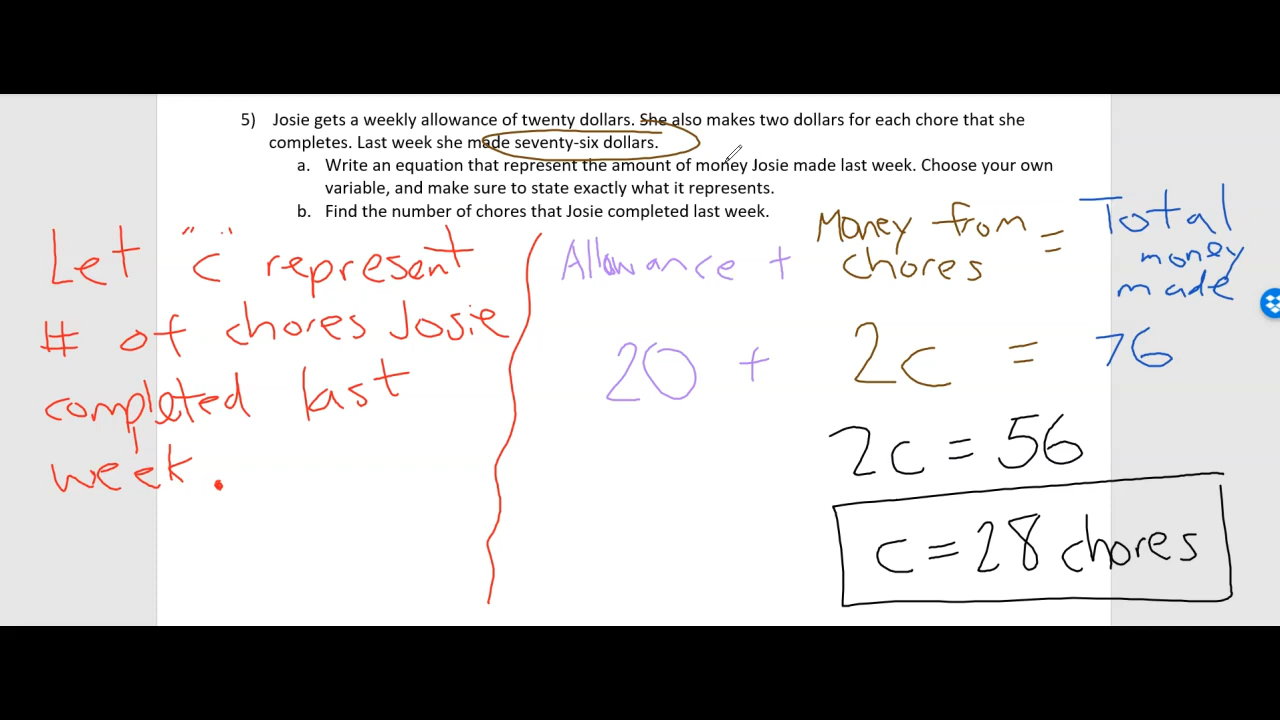 5) Josie gets a weekly allowance of twenty dollars. She also makes two dollars for each chore that she
completes. Last week she made seventy-six dollars.
a. Write an equation that represent the amount of money Josie made last week. Choose your own
variable, and make sure to state exactly what it represents.
b. Find the number of chores that Josie completed last week.
Let "c" represent
# of chores Josie
completed last
week.
Allowance + Money from chores = Total money made
20 + 2c = 76
2c = 56
c = 28 chores